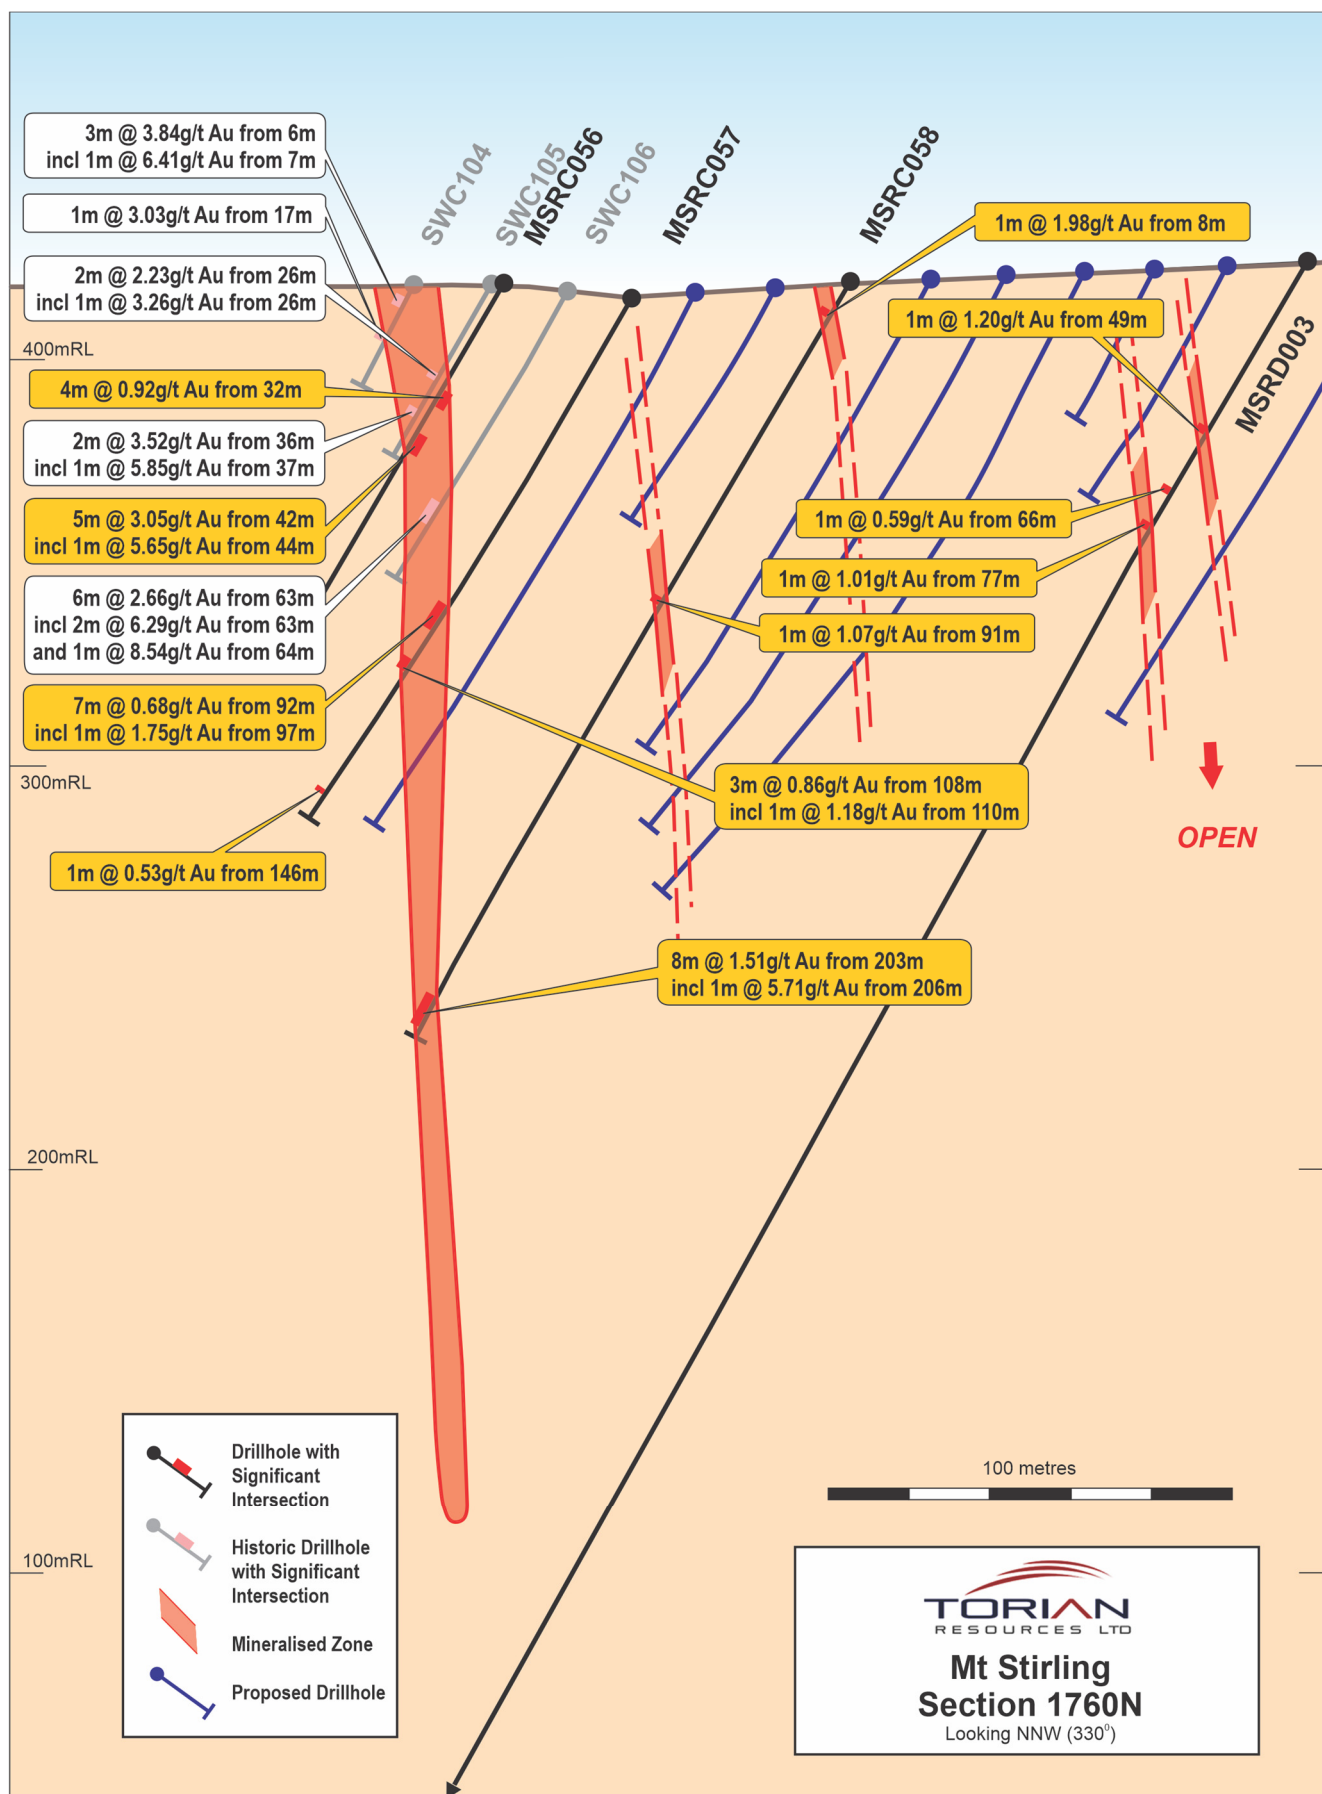 3m @ 3.84g/t Au from 6m
incl 1m @ 6.41g/t Au from 7m
1m @ 3.03g/t Au from 17m
2m @ 2.23g/t Au from 26m
incl 1m @ 3.26g/t Au from 26m
400mRL
4m @ 0.92g/t Au from 32m
2m @ 3.52g/t Au from 36m
incl 1m @ 5.85g/t Au from 37m
5m @ 3.05g/t Au from 42m
incl 1m @ 5.65g/t Au from 44m
6m @ 2.66g/t Au from 63m
incl 2m @ 6.29g/t Au from 63m
and 1m @ 8.54g/t Au from 64m
7m @ 0.68g/t Au from 92m
incl 1m @ 1.75g/t Au from 97m
300mRL
1m @ 0.53g/t Au from 146m
SWC104
SWC105
MSRC056
SWC106
MSRC057
MSRC058
1m @ 1.98g/t Au from 8m
1m @ 1.20g/t Au from 49m
MSRD003
1m @ 0.59g/t Au from 66m
1m @ 1.01g/t Au from 77m
1m @ 1.07g/t Au from 91m
3m @ 0.86g/t Au from 108m
incl 1m @ 1.18g/t Au from 110m
OPEN
8m @ 1.51g/t Au from 203m
incl 1m @ 5.71g/t Au from 206m
200mRL
100mRL
Drillhole with
Significant
Intersection
Historic Drillhole
with Significant
Intersection
Mineralised Zone
Proposed Drillhole
100 metres
TORIAN
RESOURCES LTD
Mt Stirling
Section 1760N
Looking NNW (330⁰)